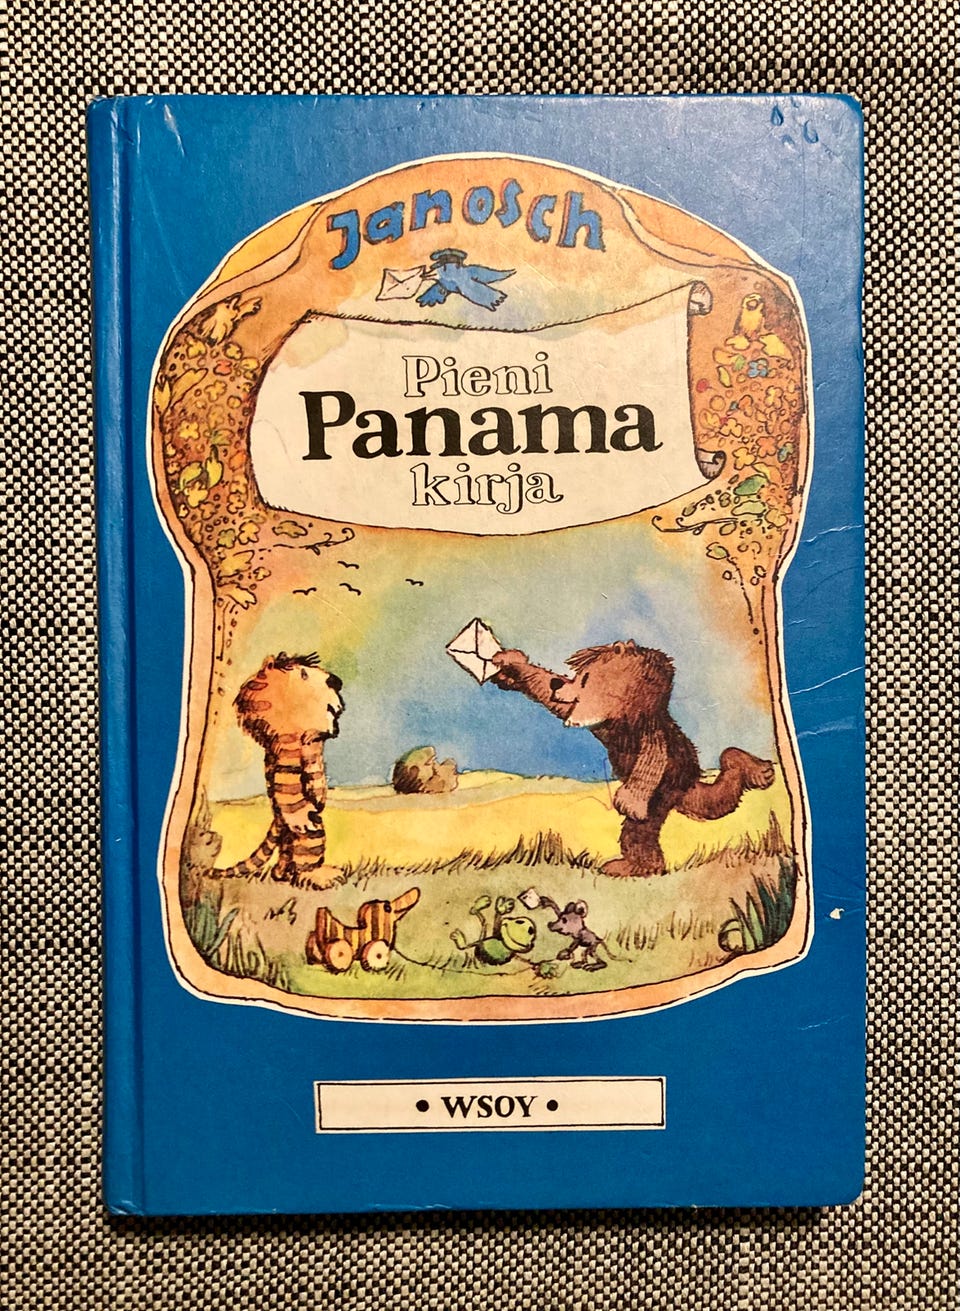 Janosch
Pieni
Panama
kirja
• WSOY •